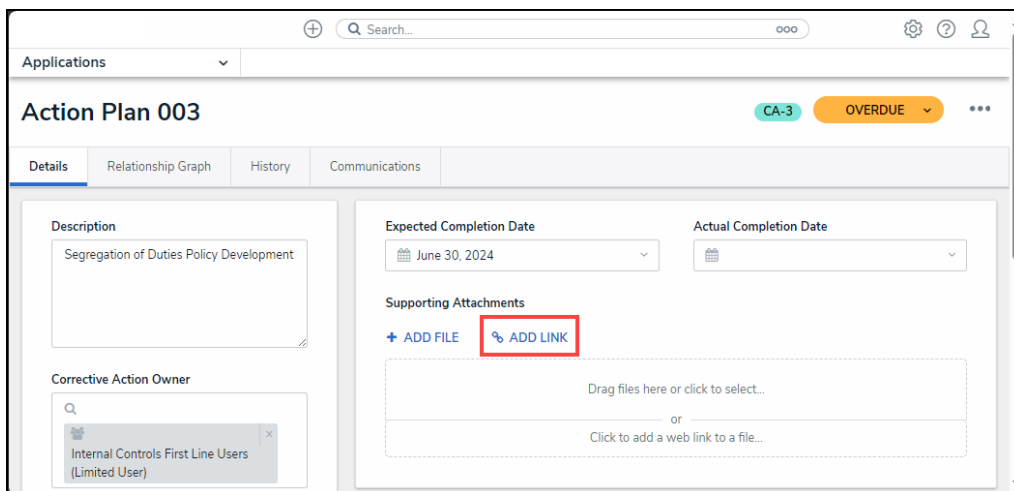 Search...
ooo
Applications
Action Plan 003
CA-3
OVERDUE
Details
Relationship Graph
History
Communications
Description
Segregation of Duties Policy Development
Expected Completion Date
Actual Completion Date
June 30, 2024
Supporting Attachments
+ ADD FILE
ADD LINK
Drag files here or click to select...
or
Click to add a web link to a file...
Corrective Action Owner
Internal Controls First Line Users
(Limited User)